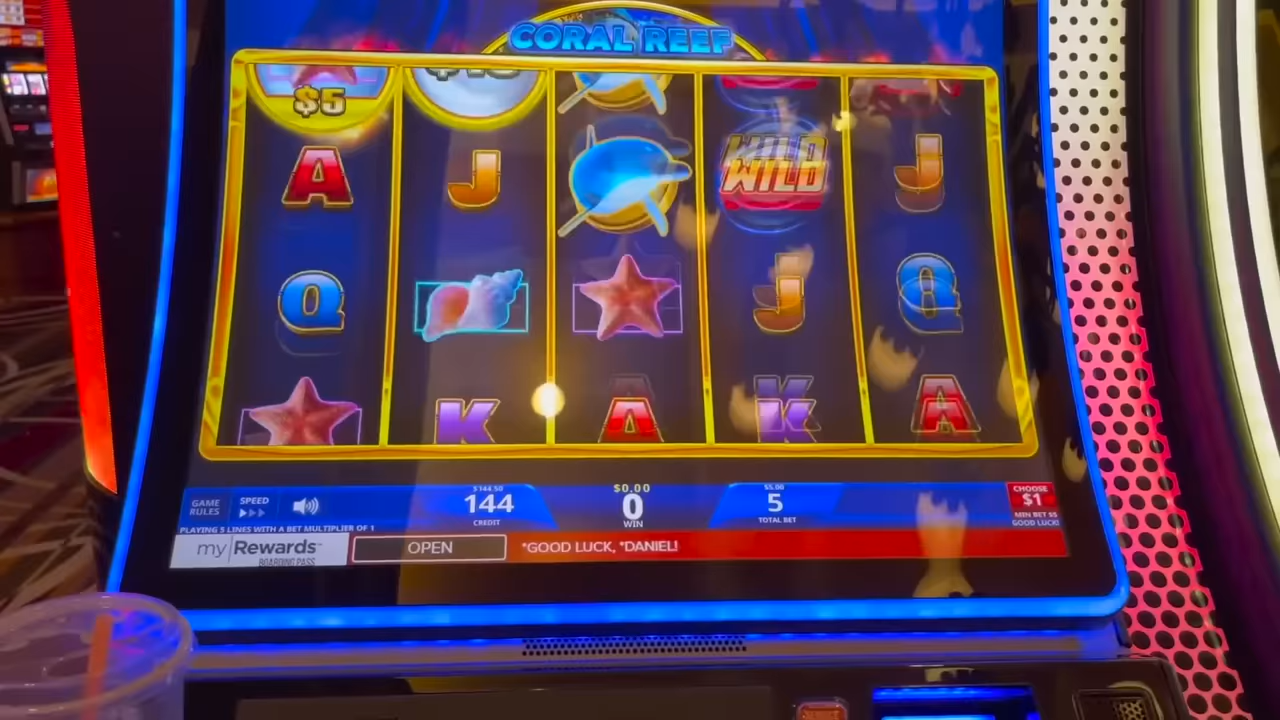 CORAL REEF
$5
A
J
WILD
J
Q
J
Q
K
A
K
A
GAME RULES
SPEED
$144.50
144
CREDIT
$0.00
0
WIN
$5.00
5
TOTAL BET
CHOOSE
$1
MIN BET $5
GOOD LUCK!
PLAYING 5 LINES WITH A BET MULTIPLIER OF 1
my Rewards
BOARDING PASS
OPEN
*GOOD LUCK, *DANIEL!